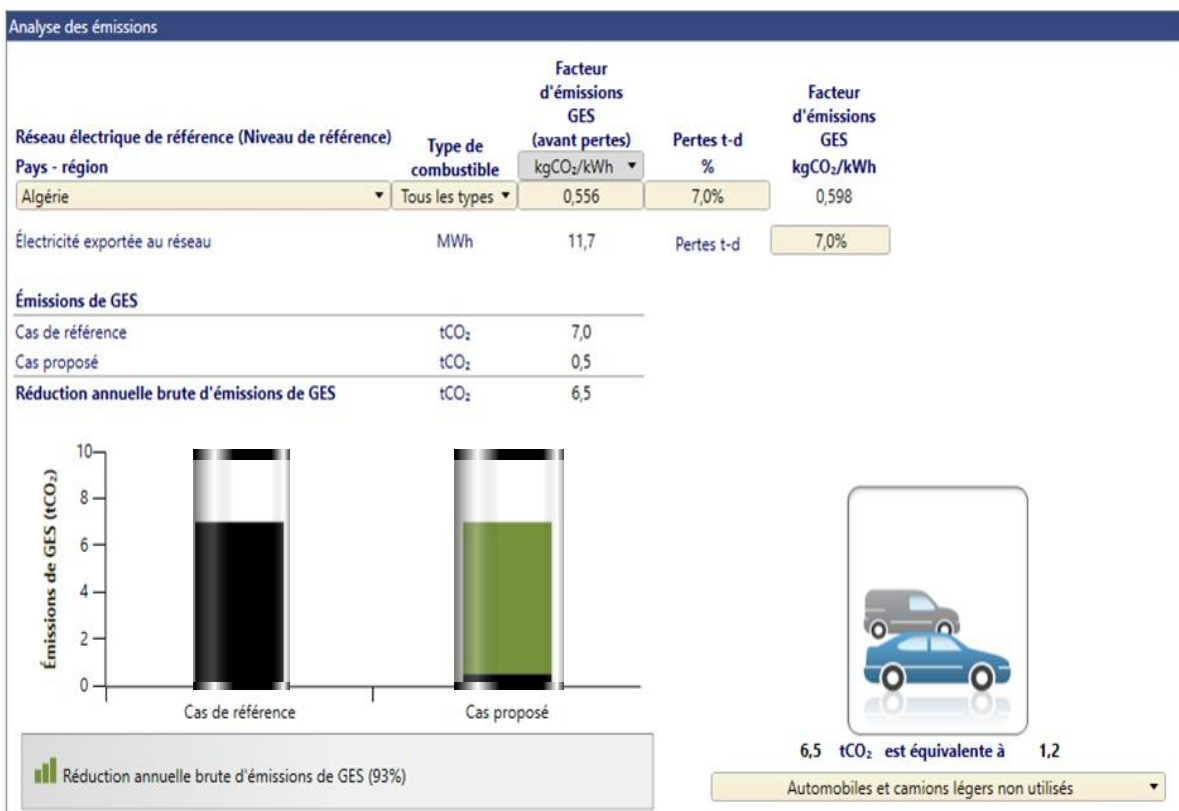 Analyse des émissions
Facteur
d'émissions
GES
(avant pertes)
Facteur
d'émissions
GES
kgCO₂/kWh
Réseau électrique de référence (Niveau de référence)
Type de
combustible
Pertes t-d
%
Pays - région
kgCO₂/kWh
Algérie Tous les types 0,556 7,0% 0,598
Électricité exportée au réseau MWh 11,7 Pertes t-d 7,0%
Émissions de GES
Cas de référence tCO₂ 7,0
Cas proposé tCO₂ 0,5
Réduction annuelle brute d'émissions de GES tCO₂ 6,5
Émissions de GES (tCO₂)
10
8
6
4
2
0
Cas de référence Cas proposé
Réduction annuelle brute d'émissions de GES (93%)
6,5 tCO₂ est équivalente à 1,2
Automobiles et camions légers non utilisés